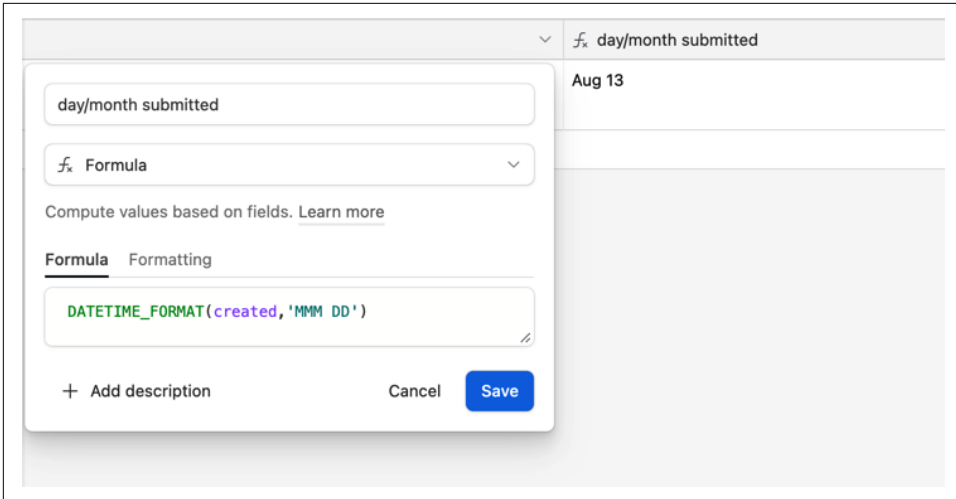 day/month submitted
Aug 13
day/month submitted
Formula
Compute values based on fields. Learn more
Formula Formatting
DATETIME_FORMAT(created,'MMM DD')
+ Add description Cancel Save